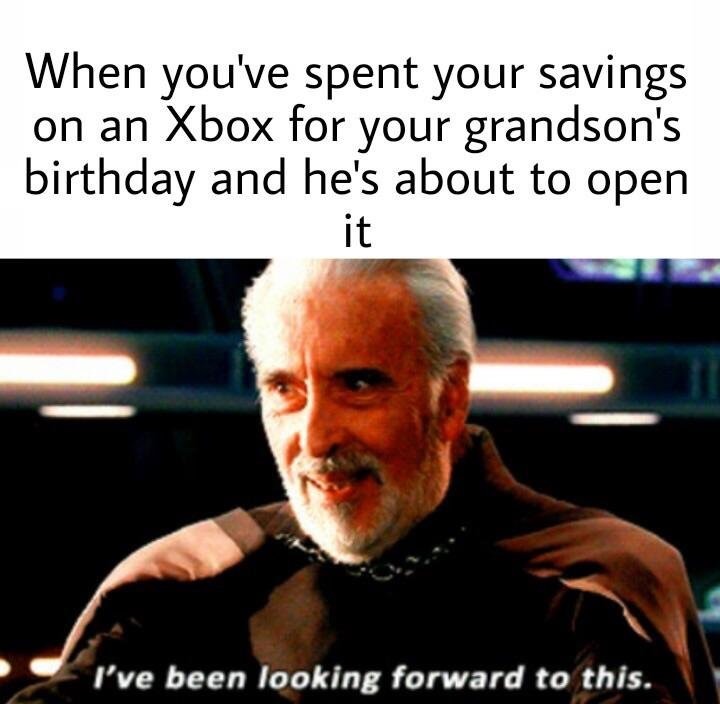 When you've spent your savings
on an Xbox for your grandson's
birthday and he's about to open
it
I've been looking forward to this.